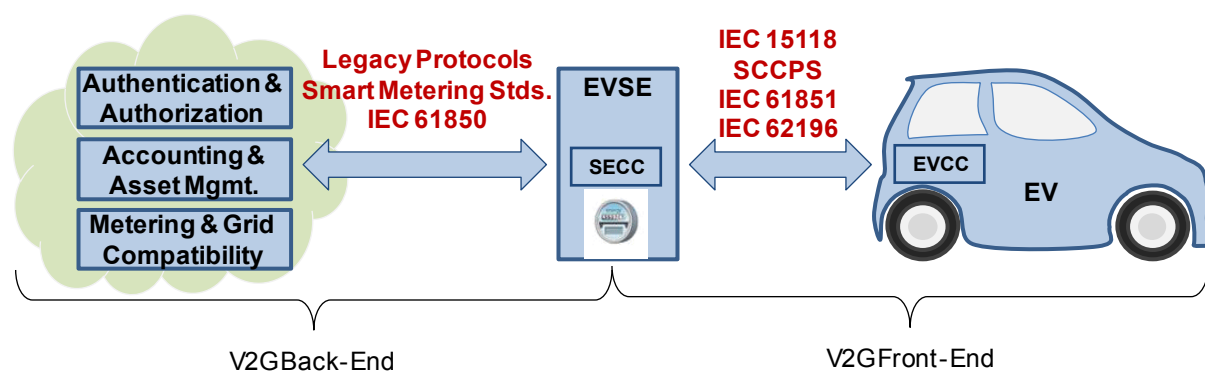 Authentication &
Authorization
Accounting &
Asset Mgmt.
Metering & Grid
Compatibility
Legacy Protocols
Smart Metering Stds.
IEC 61850
EVSE
SECC
IEC 15118
SCCPS
IEC 61851
IEC 62196
EVCC
EV
V2GBack-End
V2GFront-End